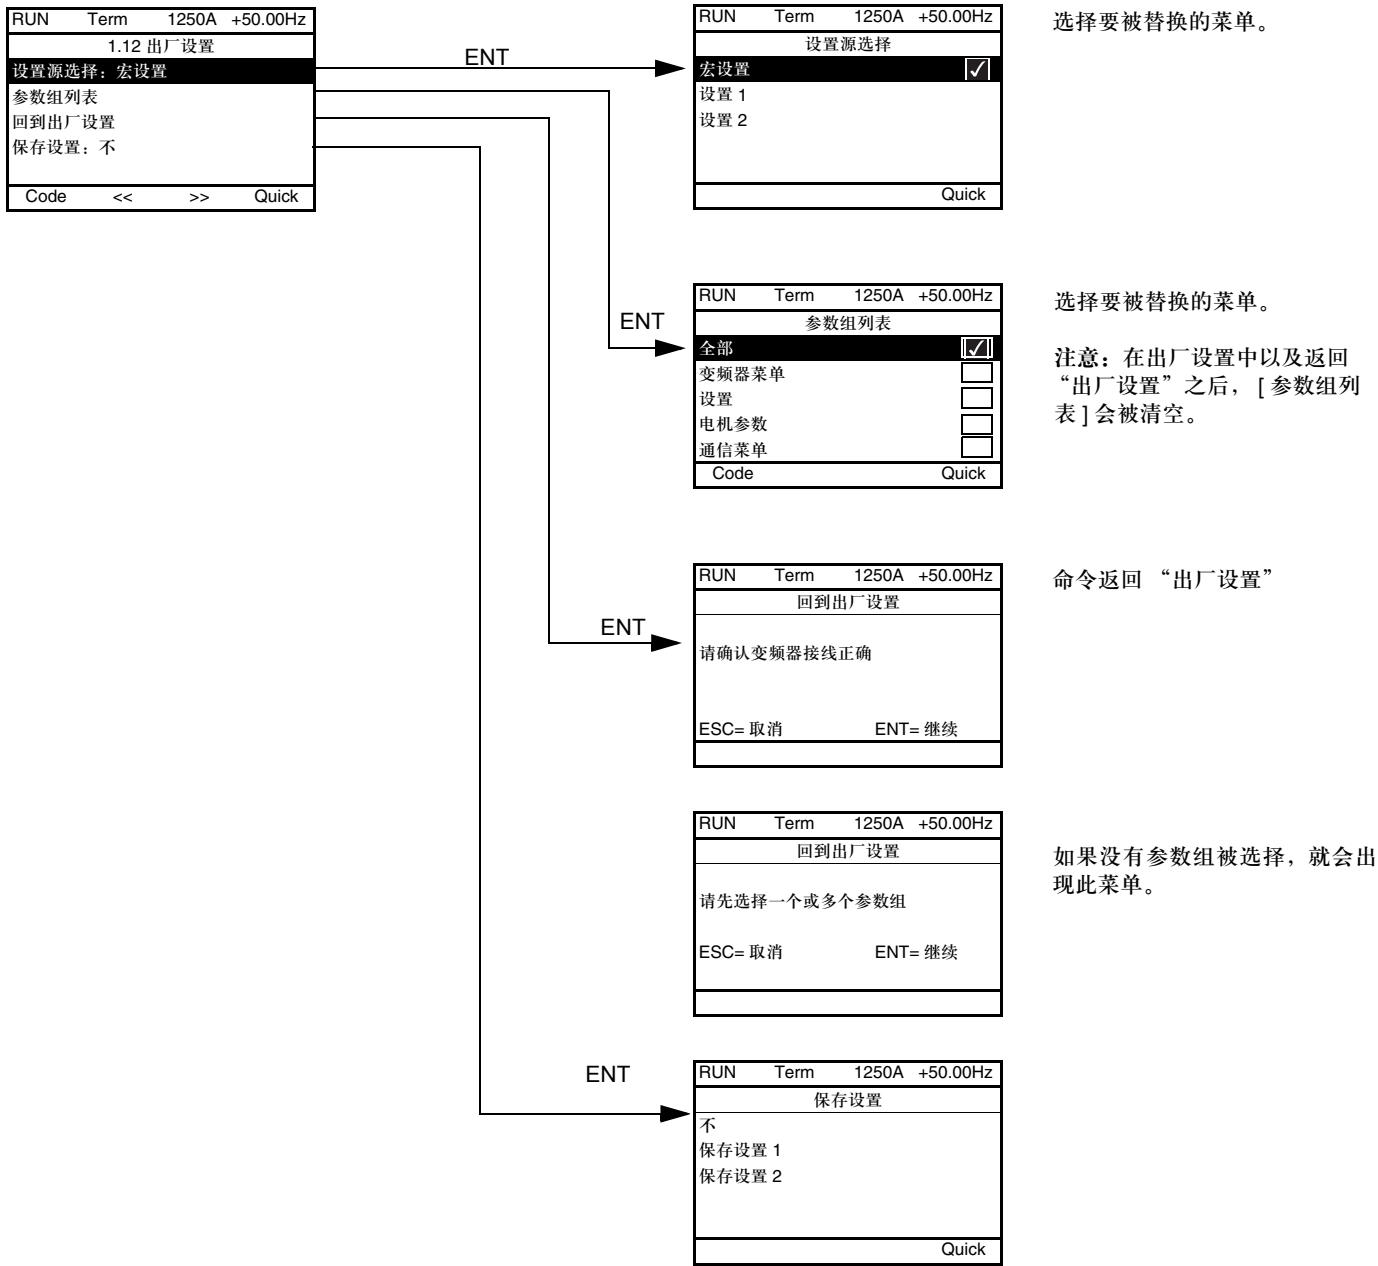 RUN Term 1250A +50.00Hz
1.12 出厂设置
设置源选择：宏设置
参数组列表
回到出厂设置
保存设置：不
Code << >> Quick
ENT
RUN Term 1250A +50.00Hz
设置源选择
宏设置
设置 1
设置 2
Quick
选择要被替换的菜单。
ENT
RUN Term 1250A +50.00Hz
参数组列表
全部
变频器菜单
设置
电机参数
通信菜单
Code Quick
选择要被替换的菜单。
注意：在出厂设置中以及返回
“出厂设置”之后，[ 参数组列
表 ] 会被清空。
ENT
RUN Term 1250A +50.00Hz
回到出厂设置
请确认变频器接线正确
ESC= 取消 ENT= 继续
命令返回 “出厂设置”
RUN Term 1250A +50.00Hz
回到出厂设置
请先选择一个或多个参数组
ESC= 取消 ENT= 继续
如果没有参数组被选择，就会出
现此菜单。
ENT
RUN Term 1250A +50.00Hz
保存设置
不
保存设置 1
保存设置 2
Quick